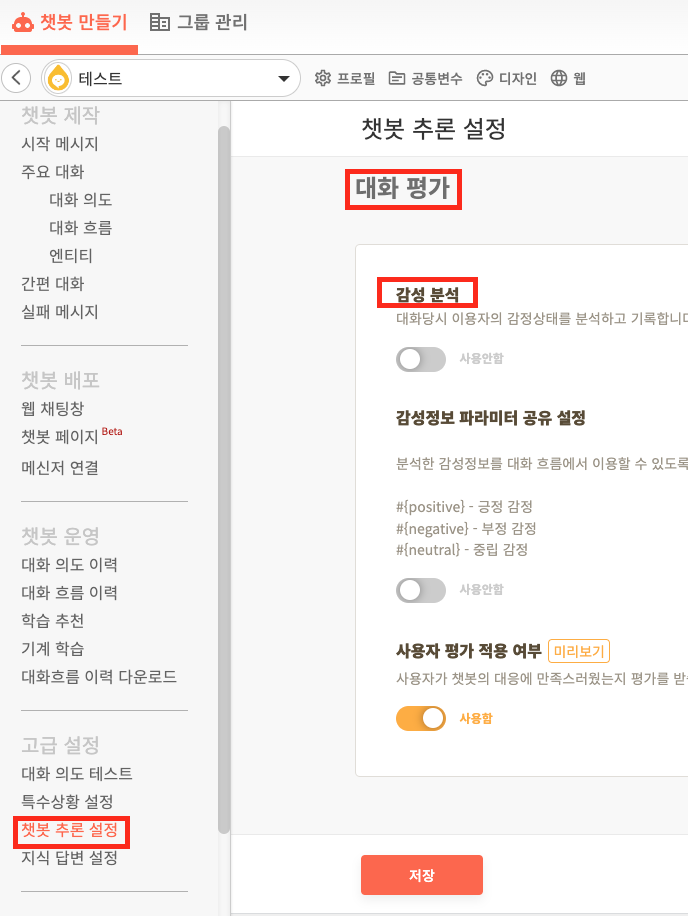 챗봇 만들기
그룹 관리
테스트
프로필
공통변수
디자인
웹
챗봇 제작
시작 메시지
주요 대화
대화 의도
대화 흐름
엔티티
간편 대화
실패 메시지
챗봇 배포
웹 채팅창
챗봇 페이지 Beta
메신저 연결
챗봇 운영
대화 의도 이력
대화 흐름 이력
학습 추천
기계 학습
대화흐름 이력 다운로드
고급 설정
대화 의도 테스트
특수상황 설정
챗봇 추론 설정
지식 답변 설정
챗봇 추론 설정
대화 평가
감성 분석
대화당시 이용자의 감정상태를 분석하고 기록합니다
사용안함
감성정보 파라미터 공유 설정
분석한 감성정보를 대화 흐름에서 이용할 수 있도록
#{positive} - 긍정 감정
#{negative} - 부정 감정
#{neutral} - 중립 감정
사용안함
사용자 평가 적용 여부 미리보기
사용자가 챗봇의 대응에 만족스러웠는지 평가를
사용함
저장